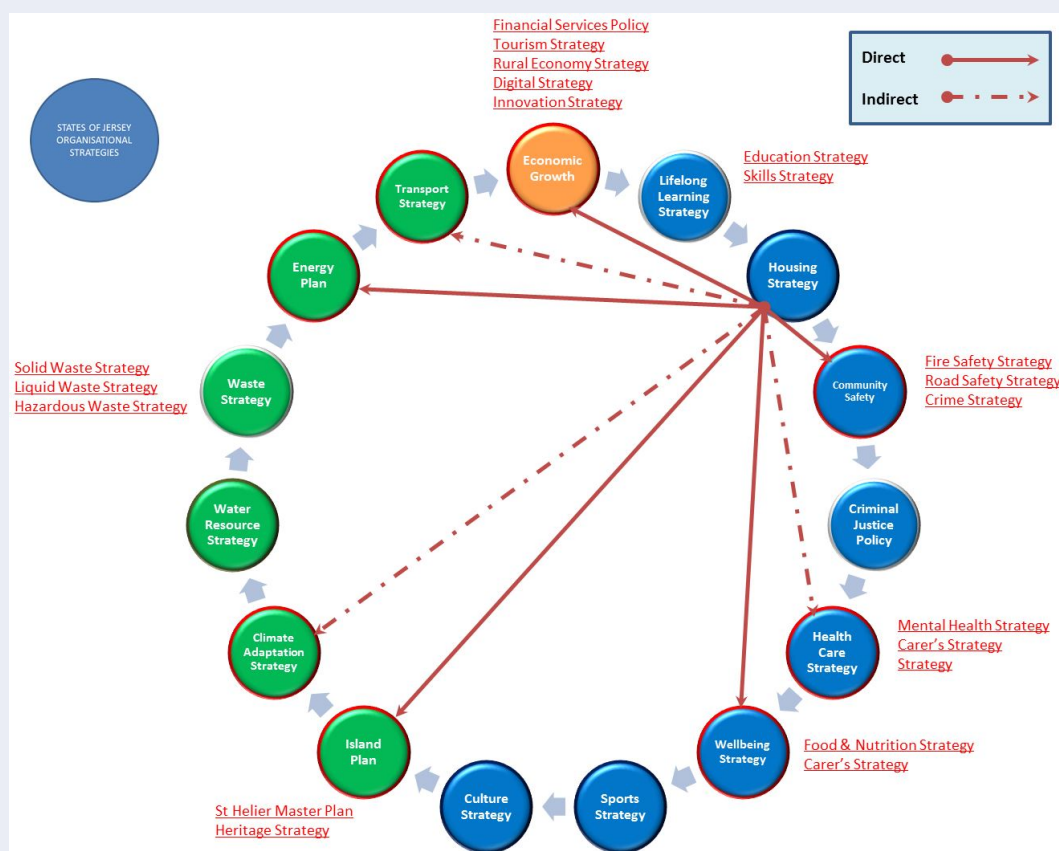 Financial Services Policy
Tourism Strategy
Rural Economy Strategy
Digital Strategy
Innovation Strategy
Direct
Indirect
STATES OF JERSEY
ORGANISATIONAL
STRATEGIES
Economic
Growth
Education Strategy
Skills Strategy
Transport
Strategy
Lifelong
Learning
Strategy
Energy
Plan
Housing
Strategy
Solid Waste Strategy
Liquid Waste Strategy
Hazardous Waste Strategy
Waste
Strategy
Community
Safety
Fire Safety Strategy
Road Safety Strategy
Crime Strategy
Water
Resource
Strategy
Criminal
Justice
Policy
Climate
Adaptation
Strategy
Health
Care
Strategy
Mental Health Strategy
Carer's Strategy
Strategy
Island
Plan
Wellbeing
Strategy
Food & Nutrition Strategy
Carer's Strategy
St Helier Master Plan
Heritage Strategy
Culture
Strategy
Sports
Strategy